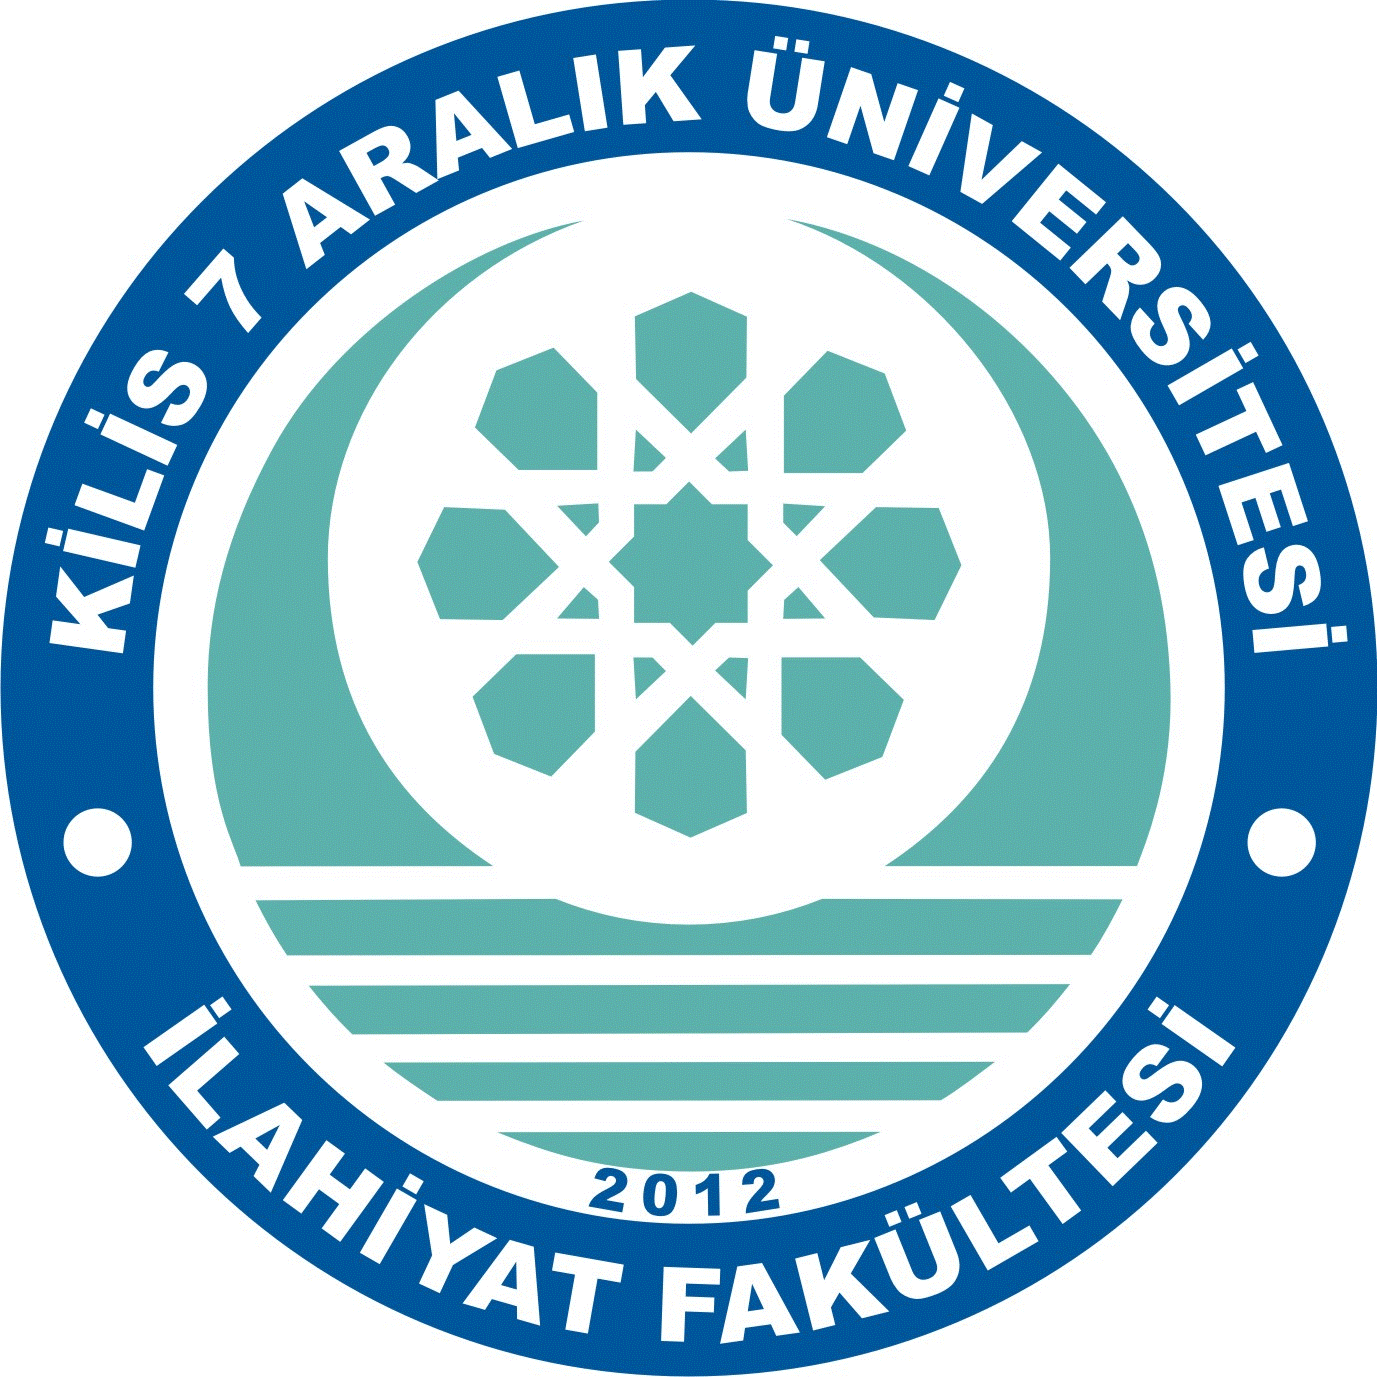 KİLİS 7 ARALIK ÜNİVERSİTESİ
2012
İLAHİYAT FAKÜLTESİ